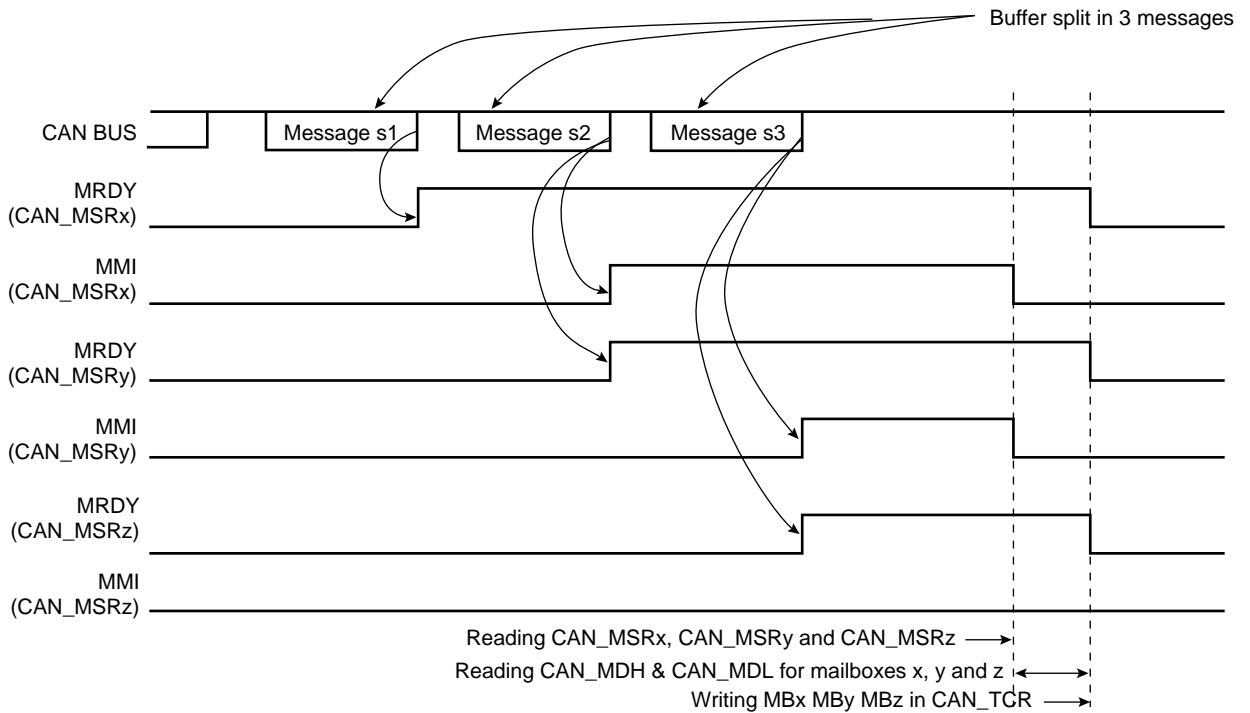 Buffer split in 3 messages
CAN BUS
Message s1
Message s2
Message s3
MRDY
(CAN_MSRx)
MMI
(CAN_MSRx)
MRDY
(CAN_MSRy)
MMI
(CAN_MSRy)
MRDY
(CAN_MSRz)
MMI
(CAN_MSRz)
Reading CAN_MSRx, CAN_MSRy and CAN_MSRz
Reading CAN_MDH & CAN_MDL for mailboxes x, y and z
Writing MBx MBy MBz in CAN_TCR